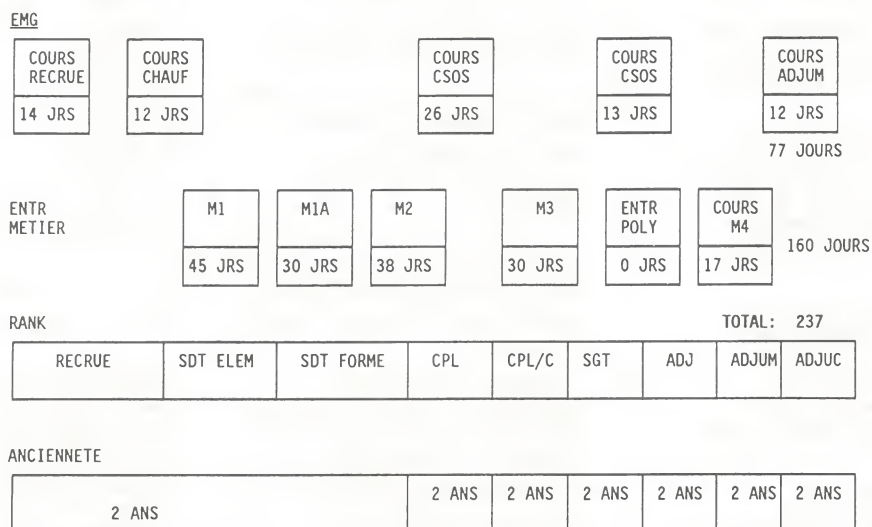 EMG
COURS RECRUE
14 JRS
COURS CHAUF
12 JRS
COURS CSOS
26 JRS
COURS CSOS
13 JRS
COURS ADJUM
12 JRS
77 JOURS
ENTR METIER
M1
45 JRS
M1A
30 JRS
M2
38 JRS
M3
30 JRS
ENTR POLY
0 JRS
COURS M4
17 JRS
160 JOURS
RANK
TOTAL: 237
RECRUE SDT ELEM SDT FORME CPL CPL/C SGT ADJ ADJUM ADJUC
ANCIENNETE
2 ANS 2 ANS 2 ANS 2 ANS 2 ANS 2 ANS
2 ANS